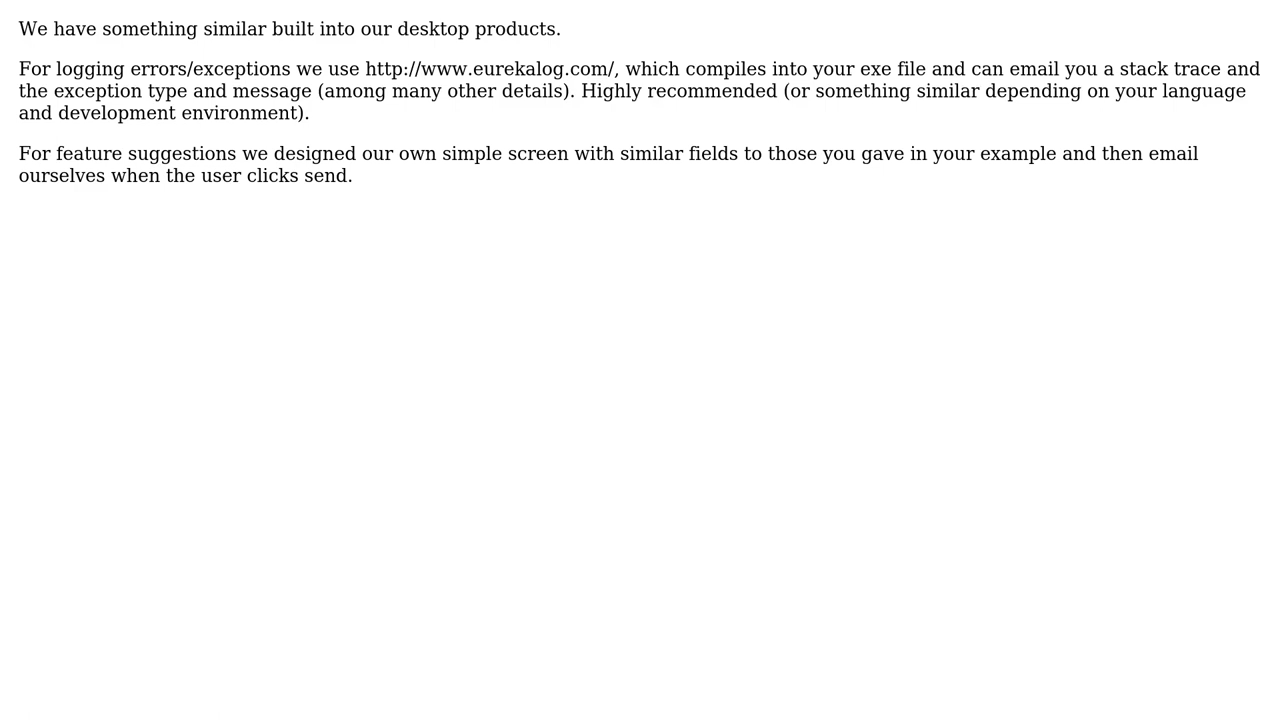 We have something similar built into our desktop products.
For logging errors/exceptions we use http://www.eurekalog.com/, which compiles into your exe file and can email you a stack trace and
the exception type and message (among many other details). Highly recommended (or something similar depending on your language
and development environment).
For feature suggestions we designed our own simple screen with similar fields to those you gave in your example and then email
ourselves when the user clicks send.